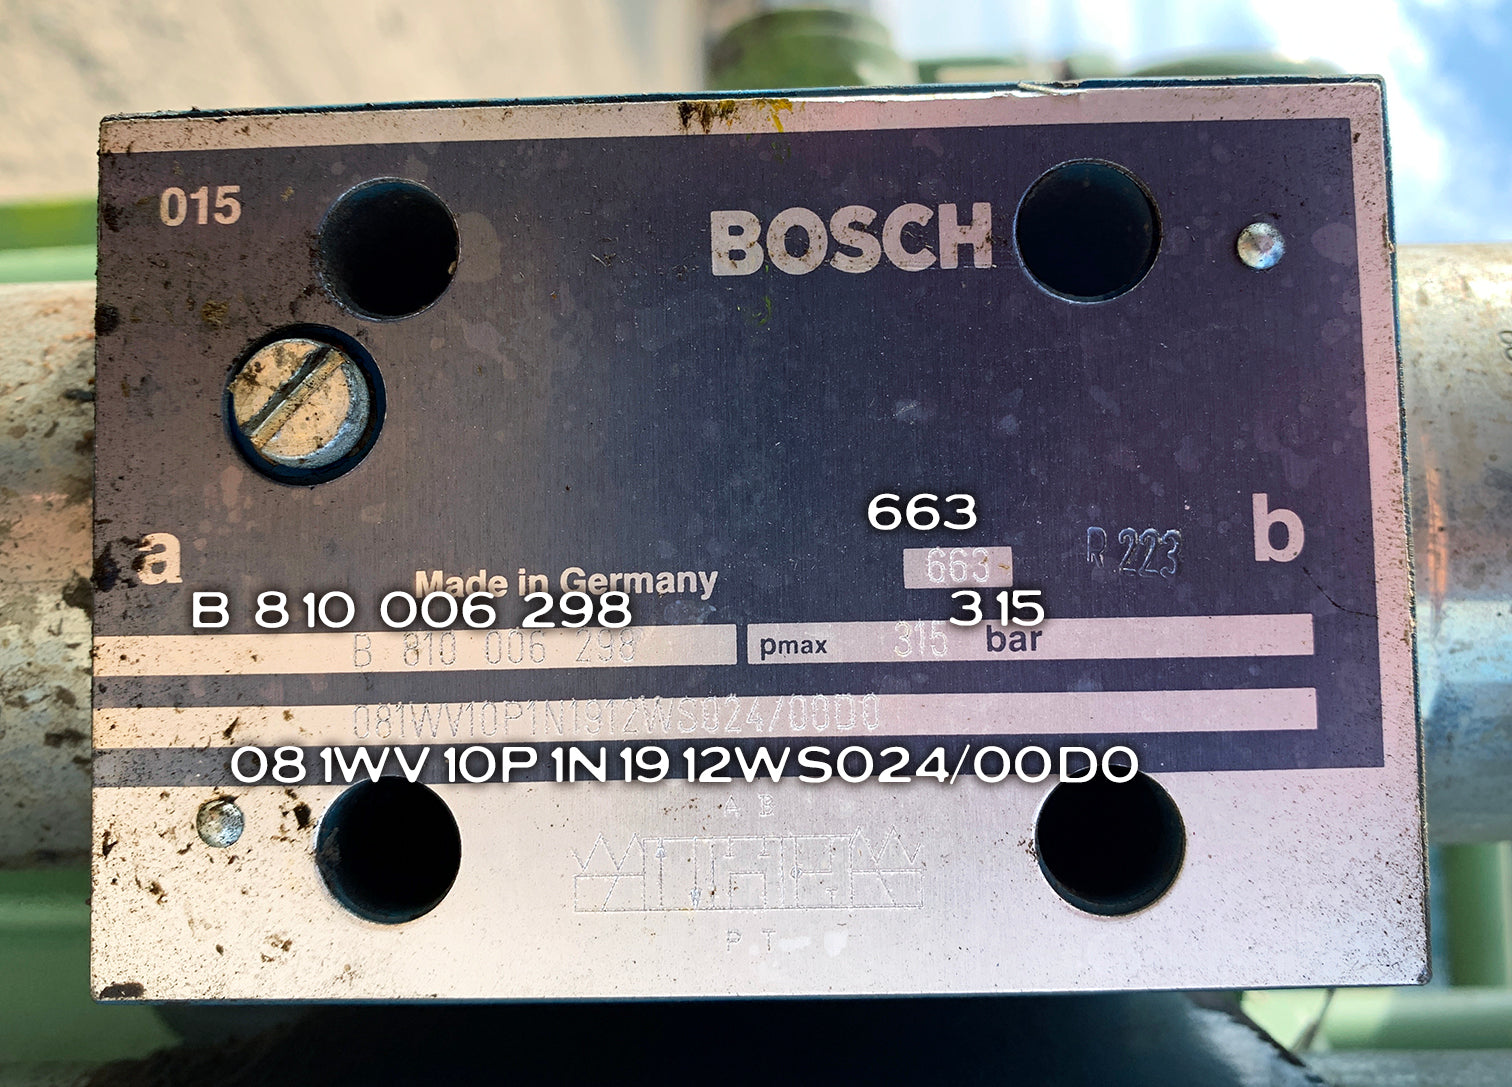 015
BOSCH
663
663 R 223
a b
Made in Germany
B 810 006 298 315
B 810 006 298 pmax 315 bar
081WV10P1N1912WS024/00D0
081WV10P1N1912WS024/00D0
A B
P T